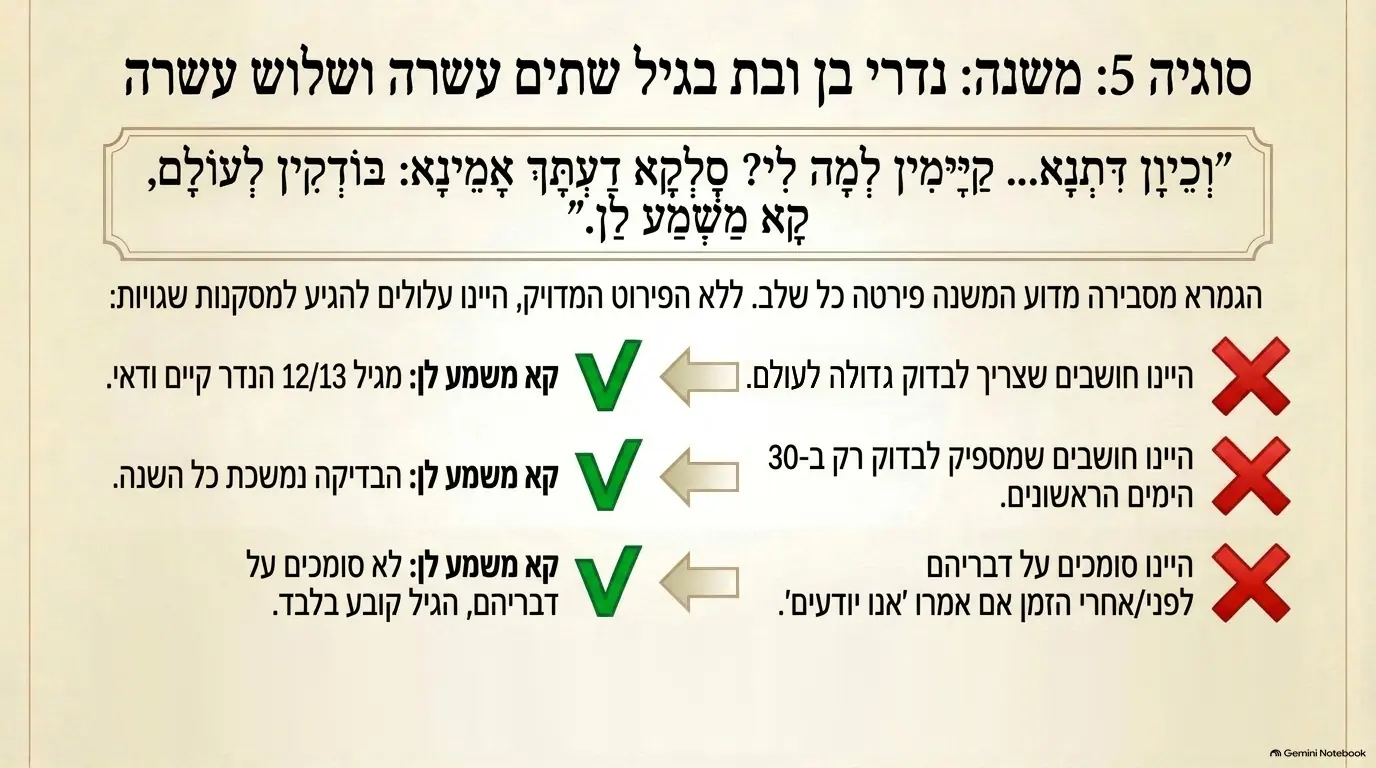 סוגיה 5: משנה: נדרי בן ובת בגיל שתים עשרה ושלוש עשרה
"וְכֵיוָן דִּתְנָא... קַיָּימִין לְמָה לִי? סָלְקָא דַּעְתָּךְ אָמֵינָא: בּוֹדְקִין לְעוֹלָם,
קָא מַשְׁמַע לַן."
הגמרא מסבירה מדוע המשנה פירטה כל שלב. ללא הפירוט המדויק, היינו עלולים להגיע למסקנות שגויות:
היינו חושבים שצריך לבדוק גדולה לעולם.
קא משמע לן: מגיל 12/13 הנדר קיים ודאי.
היינו חושבים שמספיק לבדוק רק ב-30
הימים הראשונים.
קא משמע לן: הבדיקה נמשכת כל השנה.
היינו סומכים על דבריהם
לפני/אחרי הזמן אם אמרו 'אנו יודעים'.
קא משמע לן: לא סומכים על
דבריהם, הגיל קובע בלבד.
Gemini Notebook